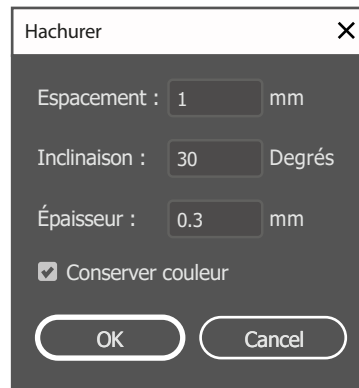 Hachurer
Espacement : 1 mm
Inclinaison : 30 Degrés
Épaisseur : 0.3 mm
Conserver couleur
OK Cancel